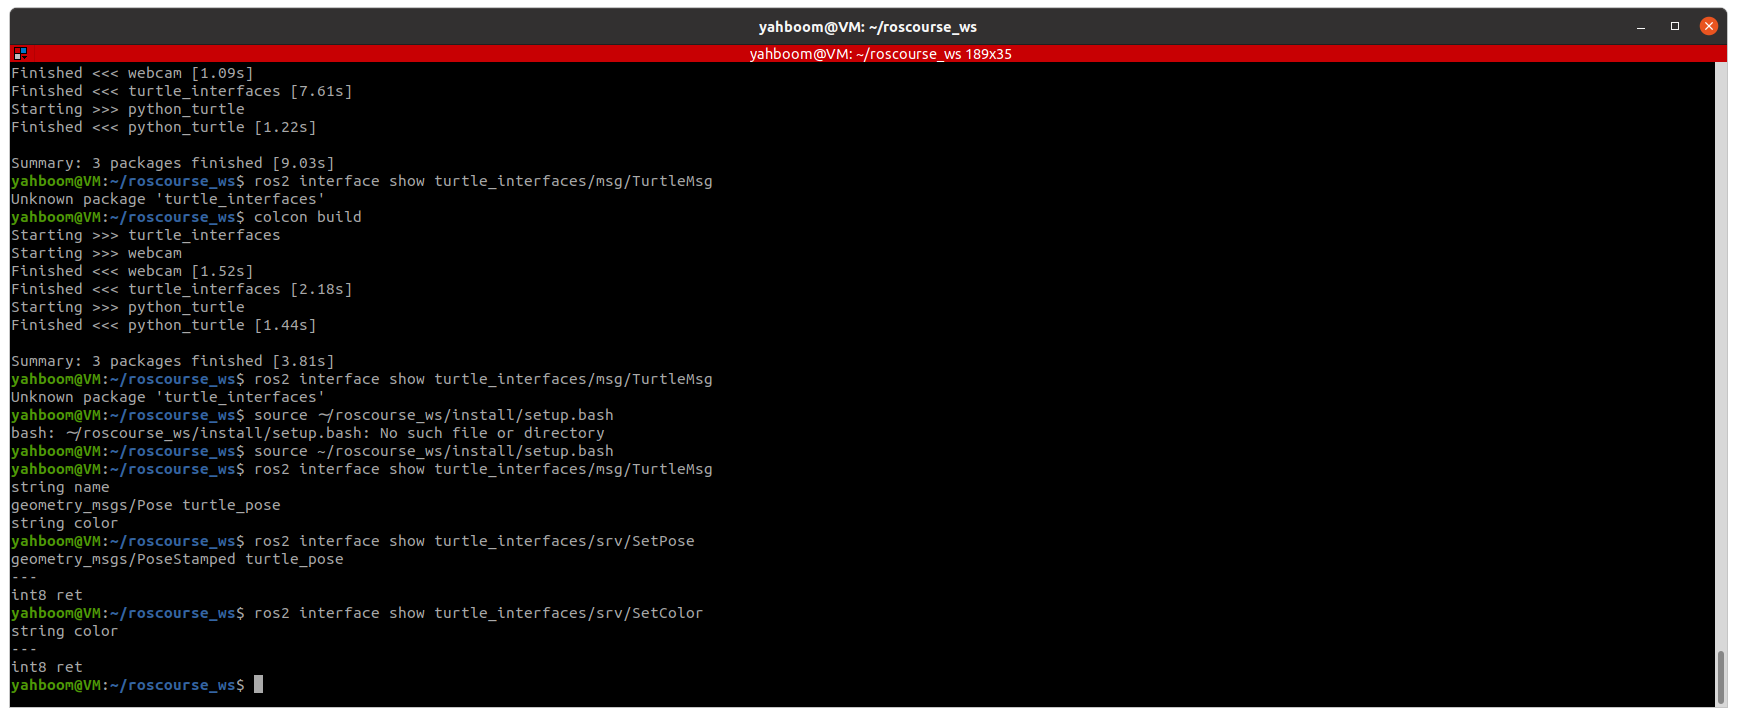 yahboom@VM: ~/roscourse_ws
yahboom@VM: ~/roscourse_ws 189x35
Finished <<< webcam [1.09s]
Finished <<< turtle_interfaces [7.61s]
Starting >>> python_turtle
Finished <<< python_turtle [1.22s]
Summary: 3 packages finished [9.03s]
yahboom@VM:~/roscourse_ws$ ros2 interface show turtle_interfaces/msg/TurtleMsg
Unknown package 'turtle_interfaces'
yahboom@VM:~/roscourse_ws$ colcon build
Starting >>> turtle_interfaces
Starting >>> webcam
Finished <<< webcam [1.52s]
Finished <<< turtle_interfaces [2.18s]
Starting >>> python_turtle
Finished <<< python_turtle [1.44s]
Summary: 3 packages finished [3.81s]
yahboom@VM:~/roscourse_ws$ ros2 interface show turtle_interfaces/msg/TurtleMsg
Unknown package 'turtle_interfaces'
yahboom@VM:~/roscourse_ws$ source ~/roscourse_ws/install/setup.bash
bash: ~/roscourse_ws/install/setup.bash: No such file or directory
yahboom@VM:~/roscourse_ws$ source ~/roscourse_ws/install/setup.bash
yahboom@VM:~/roscourse_ws$ ros2 interface show turtle_interfaces/msg/TurtleMsg
string name
geometry_msgs/Pose turtle_pose
string color
yahboom@VM:~/roscourse_ws$ ros2 interface show turtle_interfaces/srv/SetPose
geometry_msgs/PoseStamped turtle_pose
---
int8 ret
yahboom@VM:~/roscourse_ws$ ros2 interface show turtle_interfaces/srv/SetColor
string color
---
int8 ret
yahboom@VM:~/roscourse_ws$